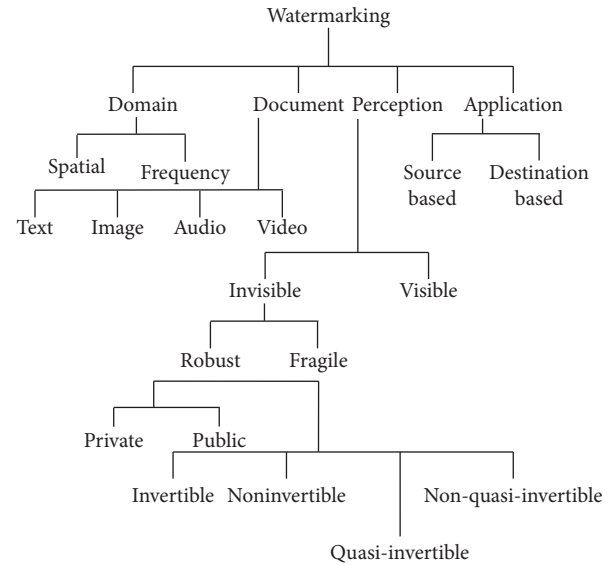 Watermarking
Domain
Document
Perception
Application
Spatial
Frequency
Source
based
Destination
based
Text
Image
Audio
Video
Invisible
Visible
Robust
Fragile
Private
Public
Invertible
Noninvertible
Non-quasi-invertible
Quasi-invertible